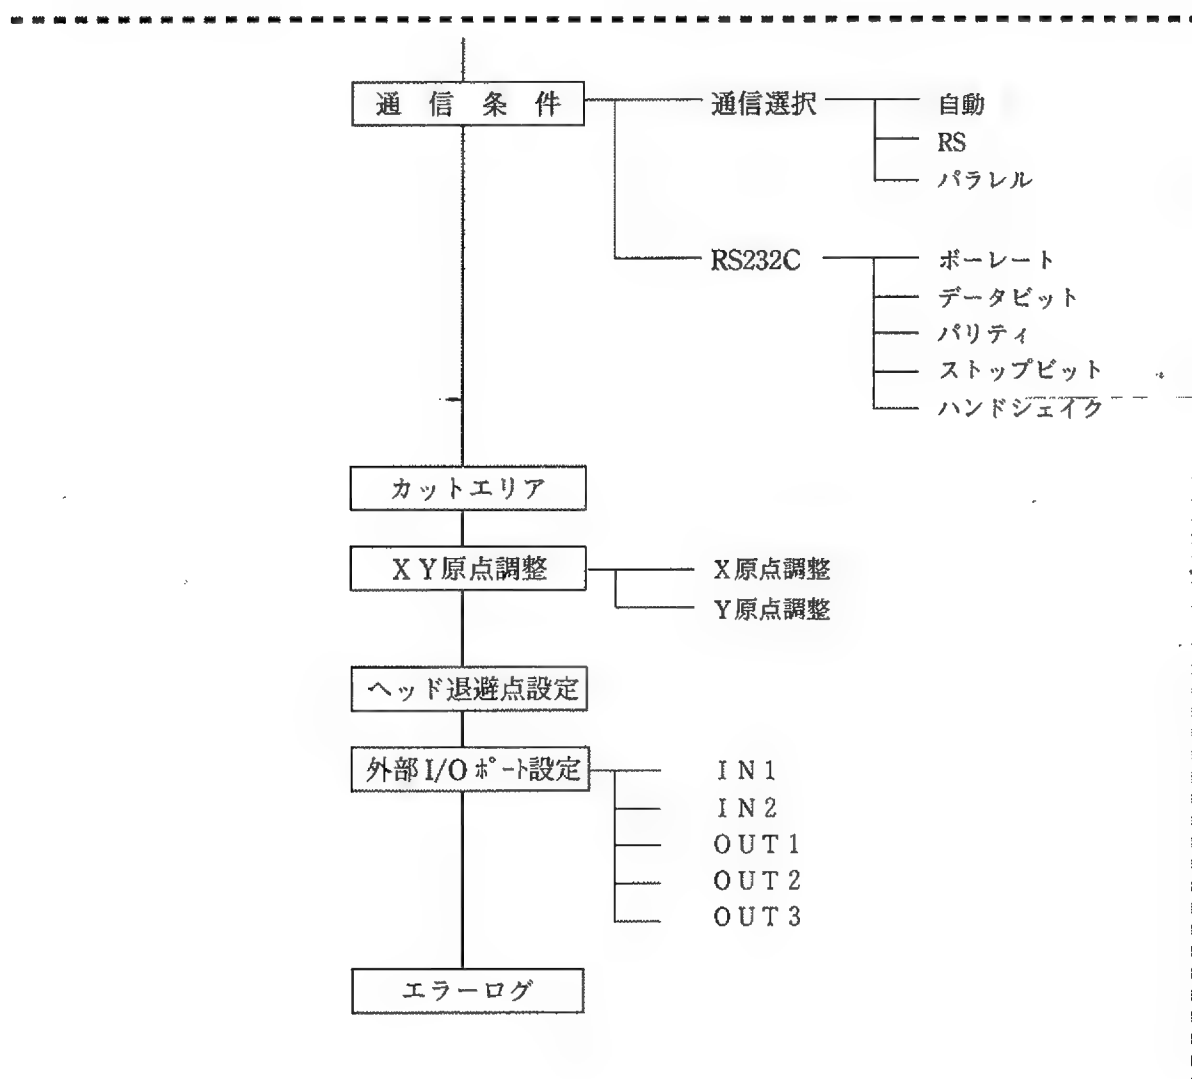 通信条件
通信選択
自動
RS
パラレル
RS232C
ボーレート
データビット
パリティ
ストップビット
ハンドシェイク
カットエリア
XY原点調整
X原点調整
Y原点調整
ヘッド退避点設定
外部I/Oポート設定
IN1
IN2
OUT1
OUT2
OUT3
エラーログ